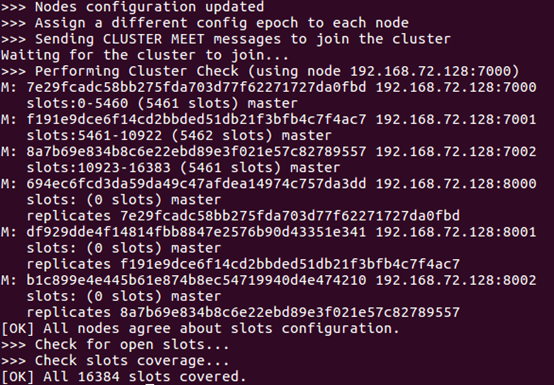 >>> Nodes configuration updated
>>> Assign a different config epoch to each node
>>> Sending CLUSTER MEET messages to join the cluster
Waiting for the cluster to join...
>>> Performing Cluster Check (using node 192.168.72.128:7000)
M: 7e29fcadc58bb275fda703d77f62271727da0fbd 192.168.72.128:7000
   slots:0-5460 (5461 slots) master
M: f191e9dce6f14cd2bbded51db21f3bfb4c7f4ac7 192.168.72.128:7001
   slots:5461-10922 (5462 slots) master
M: 8a7b69e834b8c6e22ebd89e3f021e57c82789557 192.168.72.128:7002
   slots:10923-16383 (5461 slots) master
M: 694ec6fcd3da59da49c47afdea14974c757da3dd 192.168.72.128:8000
   slots: (0 slots) master
   replicates 7e29fcadc58bb275fda703d77f62271727da0fbd
M: df929dde4f14814fbb8847e2576b90d43351e341 192.168.72.128:8001
   slots: (0 slots) master
   replicates f191e9dce6f14cd2bbded51db21f3bfb4c7f4ac7
M: b1c899e4e445b61e874b8ec54719940d4e474210 192.168.72.128:8002
   slots: (0 slots) master
   replicates 8a7b69e834b8c6e22ebd89e3f021e57c82789557
[OK] All nodes agree about slots configuration.
>>> Check for open slots...
>>> Check slots coverage...
[OK] All 16384 slots covered.